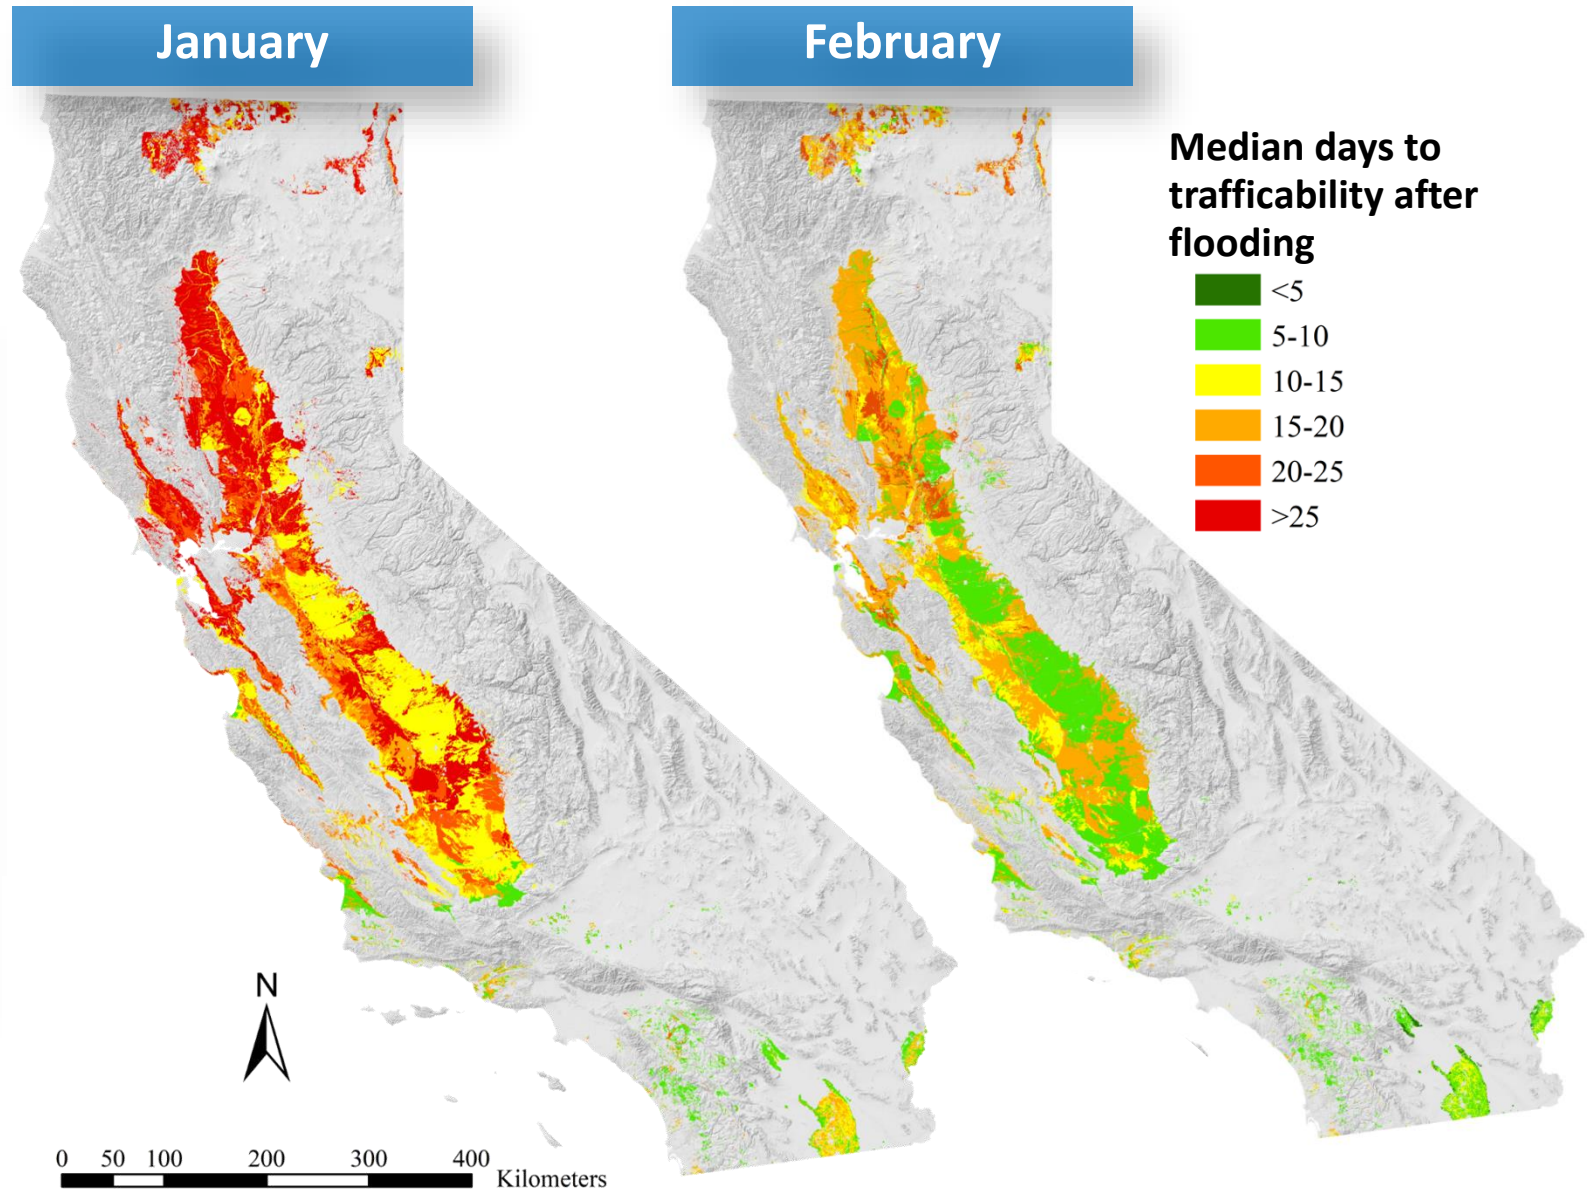 January
February
Median days to
trafficability after
flooding
<5
5-10
10-15
15-20
20-25
>25
N
0 50 100 200 300 400
Kilometers